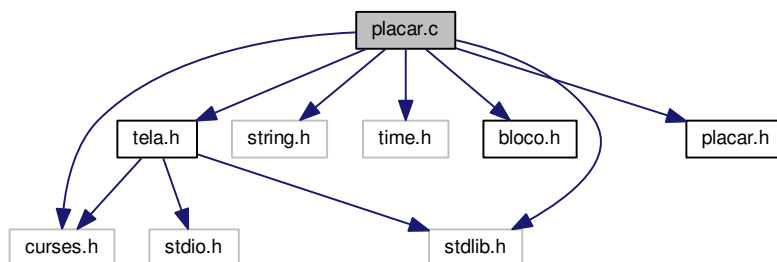 placar.c
tela.h
string.h
time.h
bloco.h
placar.h
curses.h
stdio.h
stdlib.h